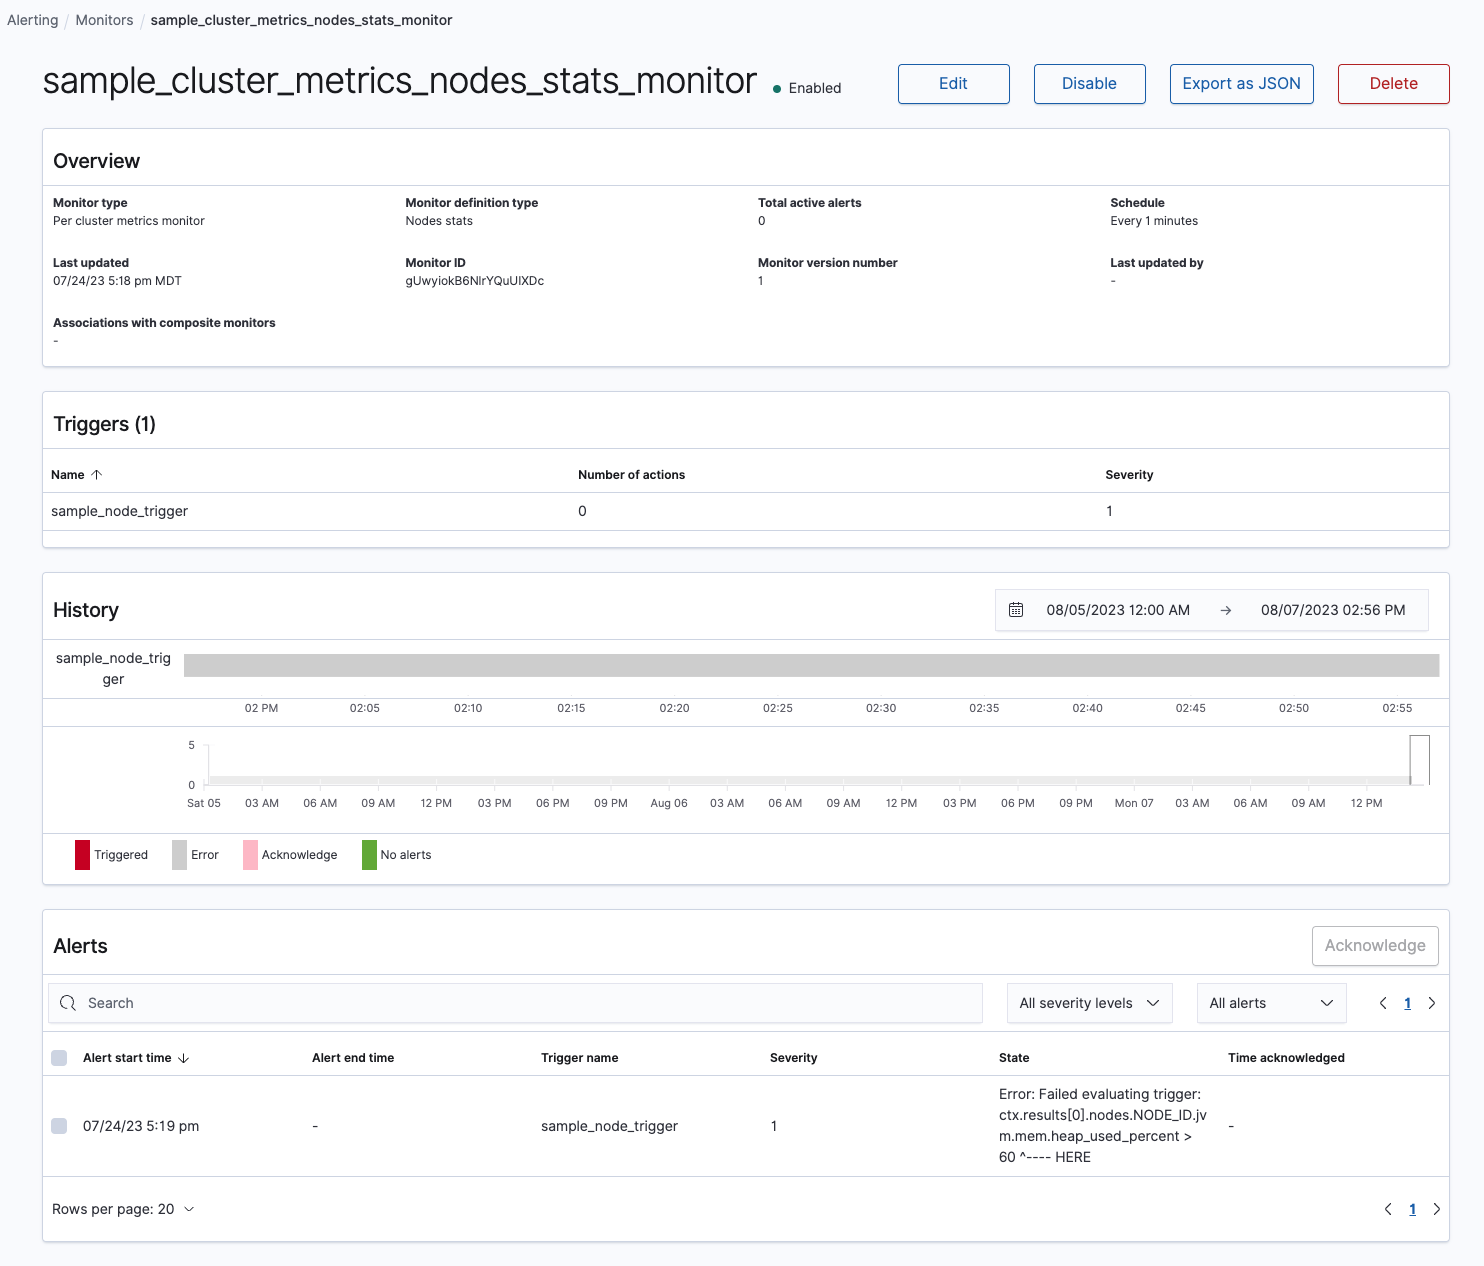 Alerting / Monitors / sample_cluster_metrics_nodes_stats_monitor
sample_cluster_metrics_nodes_stats_monitor
Enabled
Edit
Disable
Export as JSON
Delete
Overview
Monitor type
Monitor definition type
Total active alerts
Schedule
Per cluster metrics monitor
Nodes stats
0
Every 1 minutes
Last updated
Monitor ID
Monitor version number
Last updated by
07/24/23 5:18 pm MDT
gUwyiokB6NlrYQuUIXDc
1
-
Associations with composite monitors
-
Triggers (1)
Name
Number of actions
Severity
sample_node_trigger
0
1
History
08/05/2023 12:00 AM → 08/07/2023 02:56 PM
sample_node_trig
ger
02 PM 02:05 02:10 02:15 02:20 02:25 02:30 02:35 02:40 02:45 02:50 02:55
5
0
Sat 05 03 AM 06 AM 09 AM 12 PM 03 PM 06 PM 09 PM Aug 06 03 AM 06 AM 09 AM 12 PM 03 PM 06 PM 09 PM Mon 07 03 AM 06 AM 09 AM 12 PM
Triggered
Error
Acknowledge
No alerts
Alerts
Acknowledge
Search
All severity levels
All alerts
1
Alert start time
Alert end time
Trigger name
Severity
State
Time acknowledged
07/24/23 5:19 pm
-
sample_node_trigger
1
Error: Failed evaluating trigger:
ctx.results[0].nodes.NODE_ID.jv
m.mem.heap_used_percent >
60 ^---- HERE
-
Rows per page: 20
1